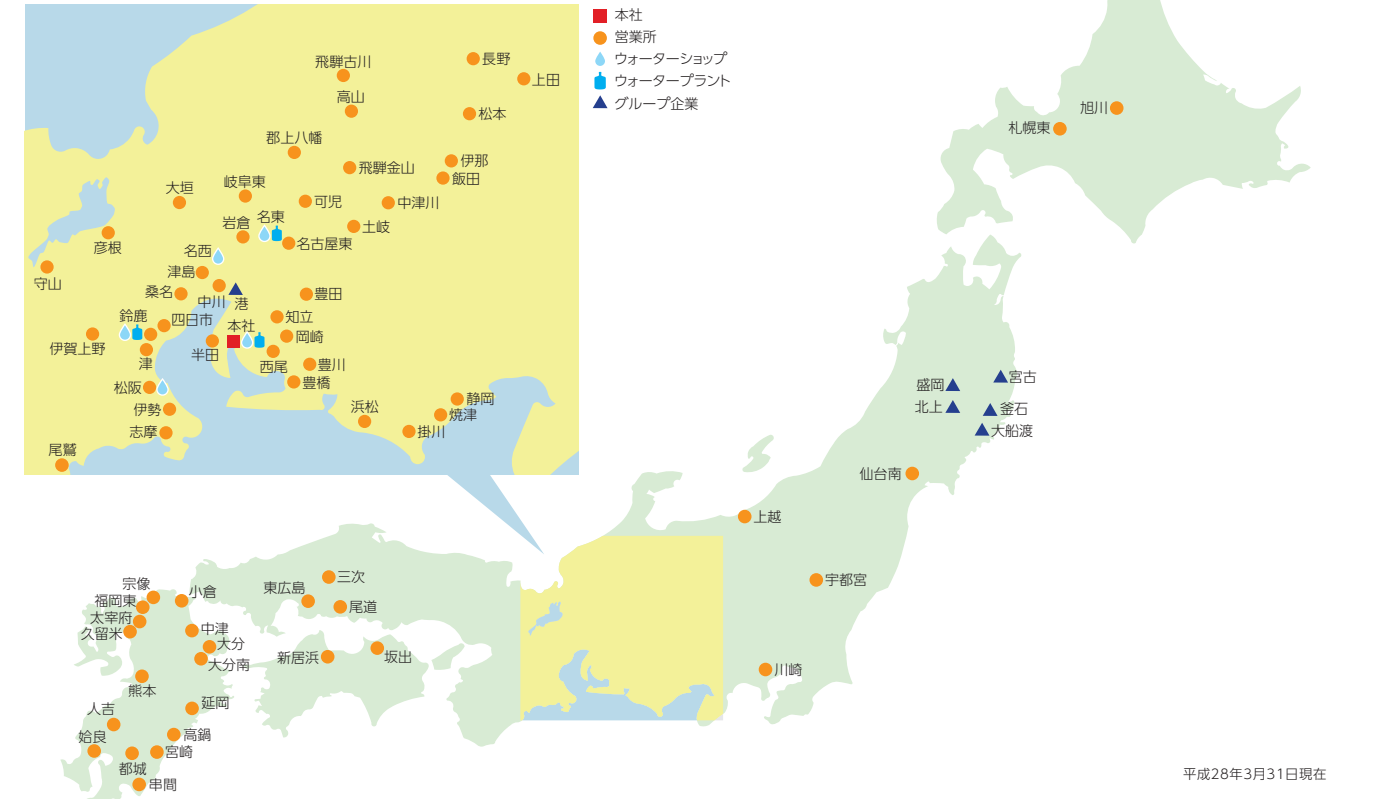 本社
営業所
ウォーターショップ
ウォータープラント
グループ企業
飛騨古川
長野
上田
高山
松本
郡上八幡
飛騨金山
伊那
飯田
大垣
岐阜東
可児
中津川
岩倉
名東
土岐
名古屋東
彦根
名西
津島
守山
桑名
中川
港
豊田
鈴鹿
四日市
本社
知立
岡崎
伊賀上野
津
半田
西尾
豊川
豊橋
松阪
伊勢
志摩
浜松
静岡
焼津
掛川
尾鷲
旭川
札幌東
盛岡
宮古
北上
釜石
大船渡
仙台南
上越
宇都宮
川崎
三次
東広島
尾道
新居浜
坂出
宗像
小倉
福岡東
太宰府
久留米
中津
大分
大分南
熊本
延岡
人吉
高鍋
姶良
宮崎
都城
串間
平成28年3月31日現在